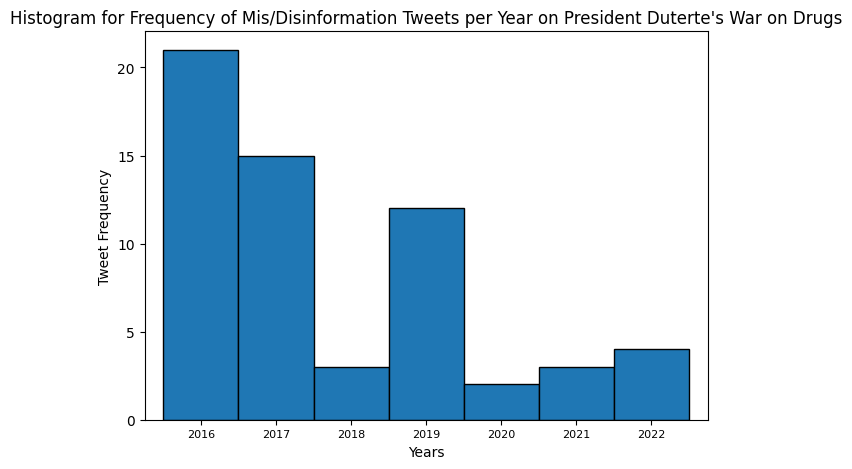 Histogram for Frequency of Mis/Disinformation Tweets per Year on President Duterte's War on Drugs
Tweet Frequency
20
15
10
5
0
2016 2017 2018 2019 2020 2021 2022
Years